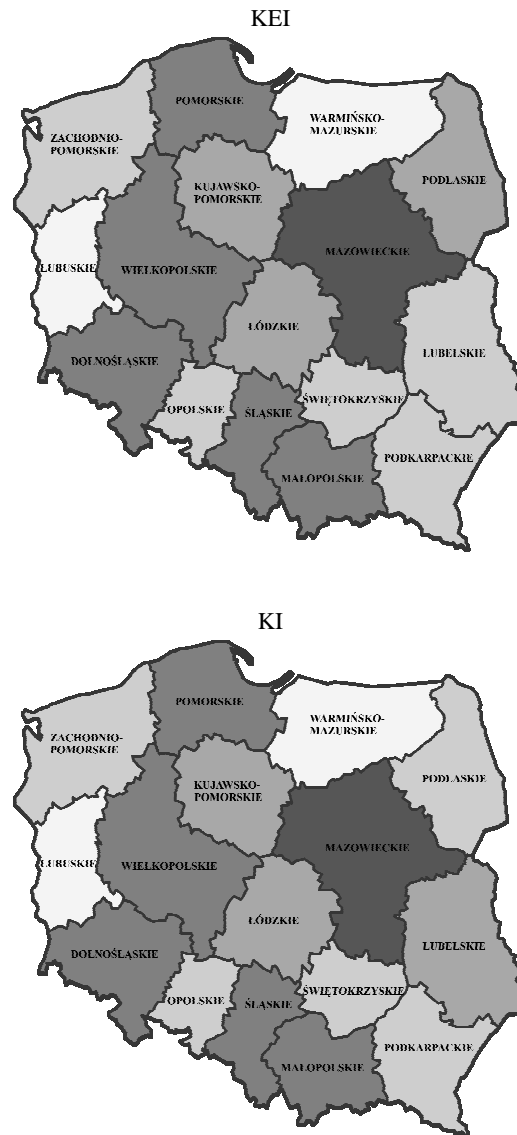 KEI
POMORSKIE
WARMIŃSKO-
MAZURSKIE
ZACHODNIO-
POMORSKIE
KUJAWSKO-
POMORSKIE
PODLASKIE
MAZOWIECKIE
LUBUSKIE
WIELKOPOLSKIE
ŁÓDZKIE
LUBELSKIE
DOLNOŚLĄSKIE
ŚWIĘTOKRZYSKIE
OPOLSKIE
ŚLĄSKIE
PODKARPACKIE
MAŁOPOLSKIE
KI
POMORSKIE
WARMIŃSKO-
MAZURSKIE
ZACHODNIO-
POMORSKIE
KUJAWSKO-
POMORSKIE
PODLASKIE
MAZOWIECKIE
LUBUSKIE
WIELKOPOLSKIE
ŁÓDZKIE
LUBELSKIE
DOLNOŚLĄSKIE
ŚWIĘTOKRZYSKIE
OPOLSKIE
ŚLĄSKIE
PODKARPACKIE
MAŁOPOLSKIE